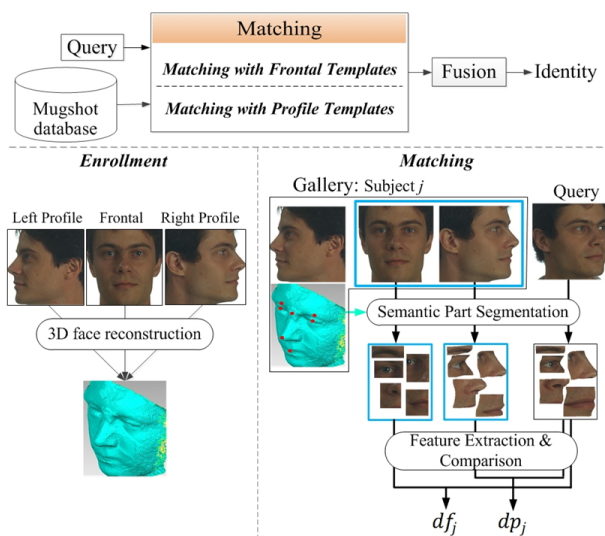 Matching
Query
Matching with Frontal Templates
Fusion
Identity
Mugshot
database
Matching with Profile Templates
Enrollment
Matching
Gallery: Subject j
Left Profile
Frontal
Right Profile
Query
3D face reconstruction
Semantic Part Segmentation
Feature Extraction &
Comparison
df_j
dp_j